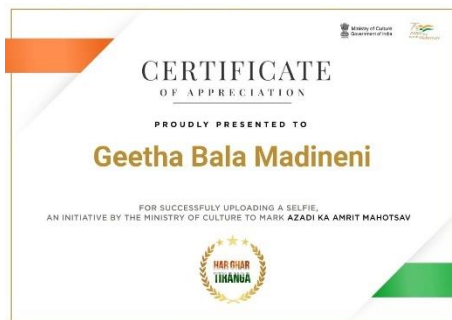 Ministry of Culture
Government of India
CERTIFICATE
OF APPRECIATION
PROUDLY PRESENTED TO
Geetha Bala Madineni
FOR SUCCESSFULY UPLOADING A SELFIE,
AN INITIATIVE BY THE MINISTRY OF CULTURE TO MARK AZADI KA AMRIT MAHOTSAV
HAR GHAR
TIRANGA